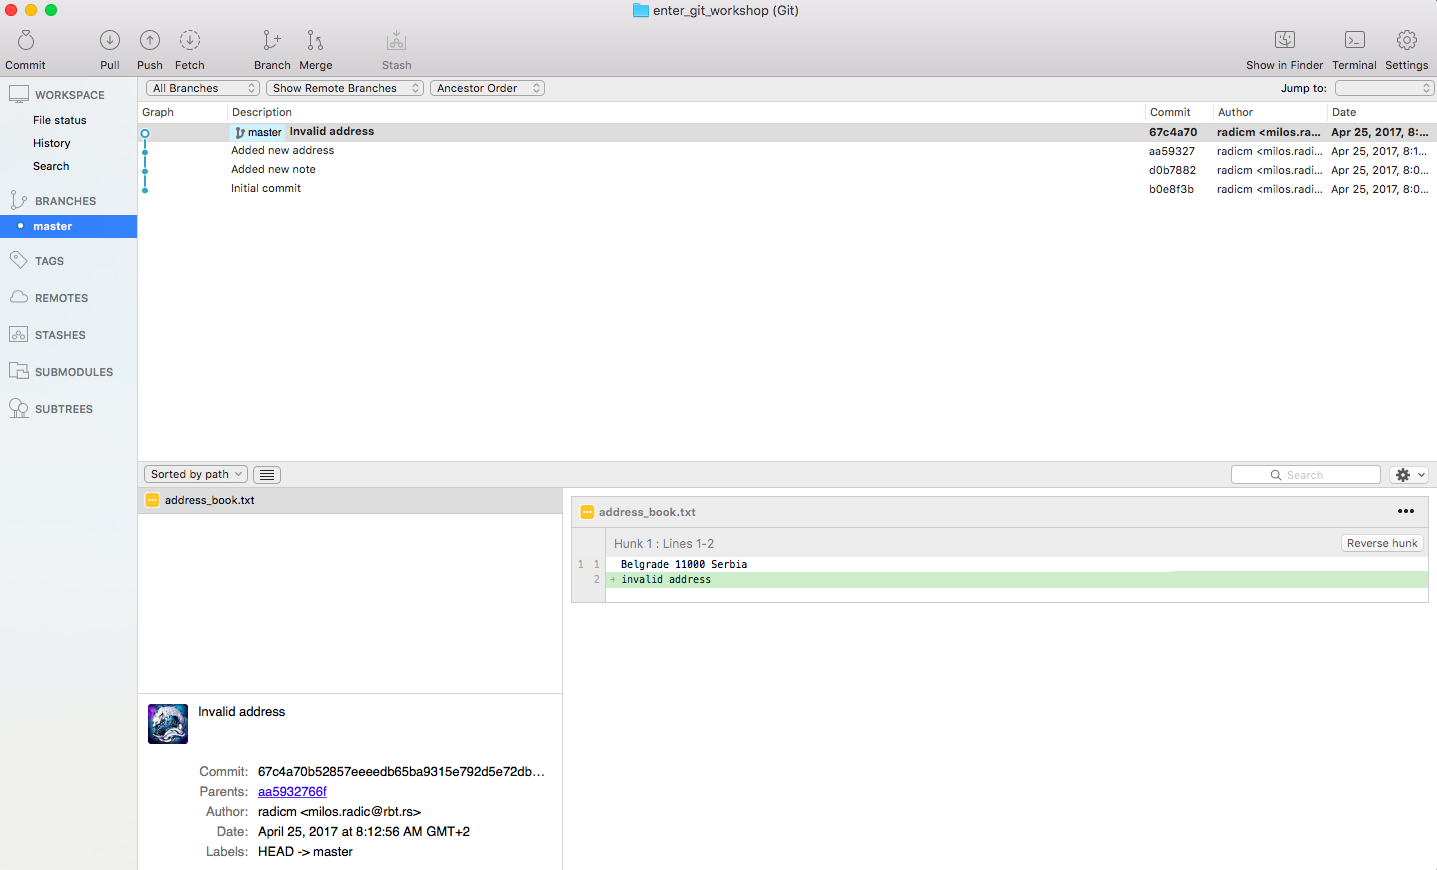 enter_git_workshop (Git)
Commit Pull Push Fetch Branch Merge Stash Show in Finder Terminal Settings
WORKSPACE
File status
History
Search
BRANCHES
master
TAGS
REMOTES
STASHES
SUBMODULES
SUBTREES
All Branches Show Remote Branches Ancestor Order Jump to:
Graph Description Commit Author Date
master Invalid address 67c4a70 radicm <milos.ra... Apr 25, 2017, 8:...
Added new address aa59327 radicm <milos.radi... Apr 25, 2017, 8:1...
Added new note d0b7882 radicm <milos.radi... Apr 25, 2017, 8:0...
Initial commit b0e8f3b radicm <milos.radi... Apr 25, 2017, 8:0...
Sorted by path Search
address_book.txt
Invalid address
Commit: 67c4a70b52857eeeedb65ba9315e792d5e72db...
Parents: aa5932766f
Author: radicm <milos.radic@rbt.rs>
Date: April 25, 2017 at 8:12:56 AM GMT+2
Labels: HEAD -> master
address_book.txt
Hunk 1 : Lines 1-2 Reverse hunk
1 1 Belgrade 11000 Serbia
2 + invalid address